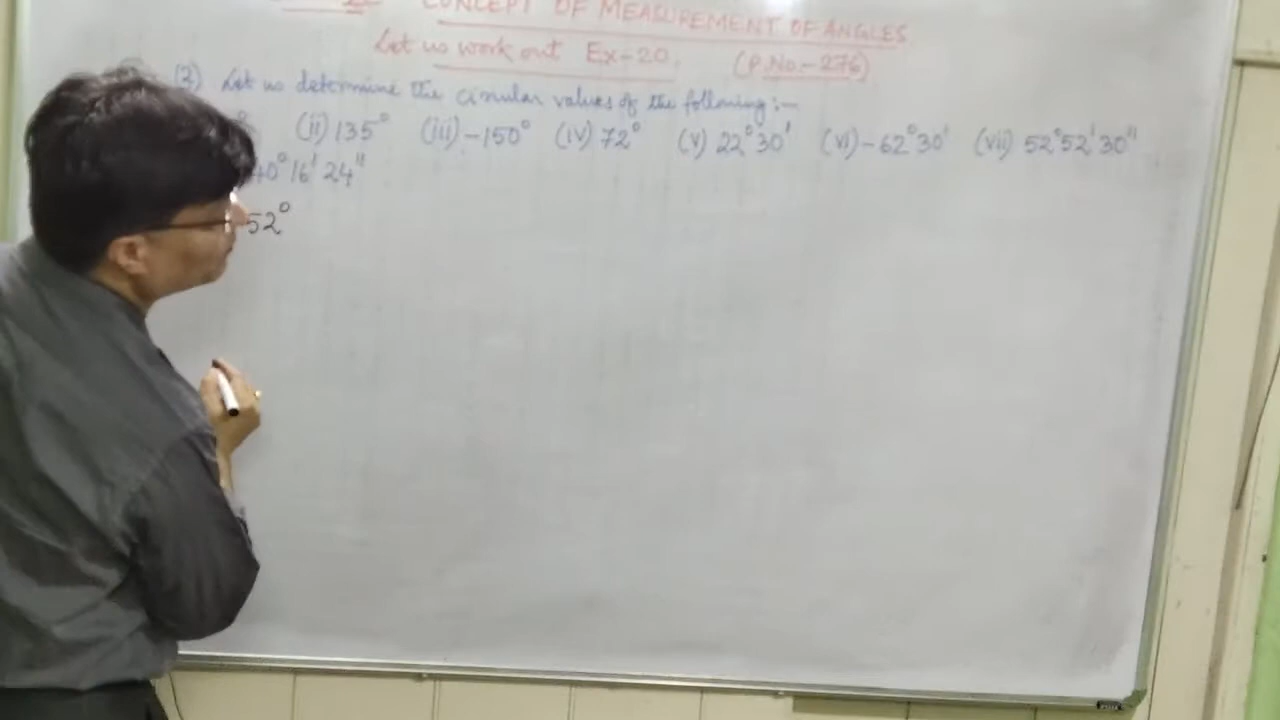 CONCEPT OF MEASUREMENT OF ANGLES
Let us work out Ex-20. (P.No.-276)
(3) Let us determine the circular values of the following:-
(ii) 135° (iii) -150° (iv) 72° (v) 22°30' (vi) -62°30' (vii) 52°52'30"
40°16'24"
52°